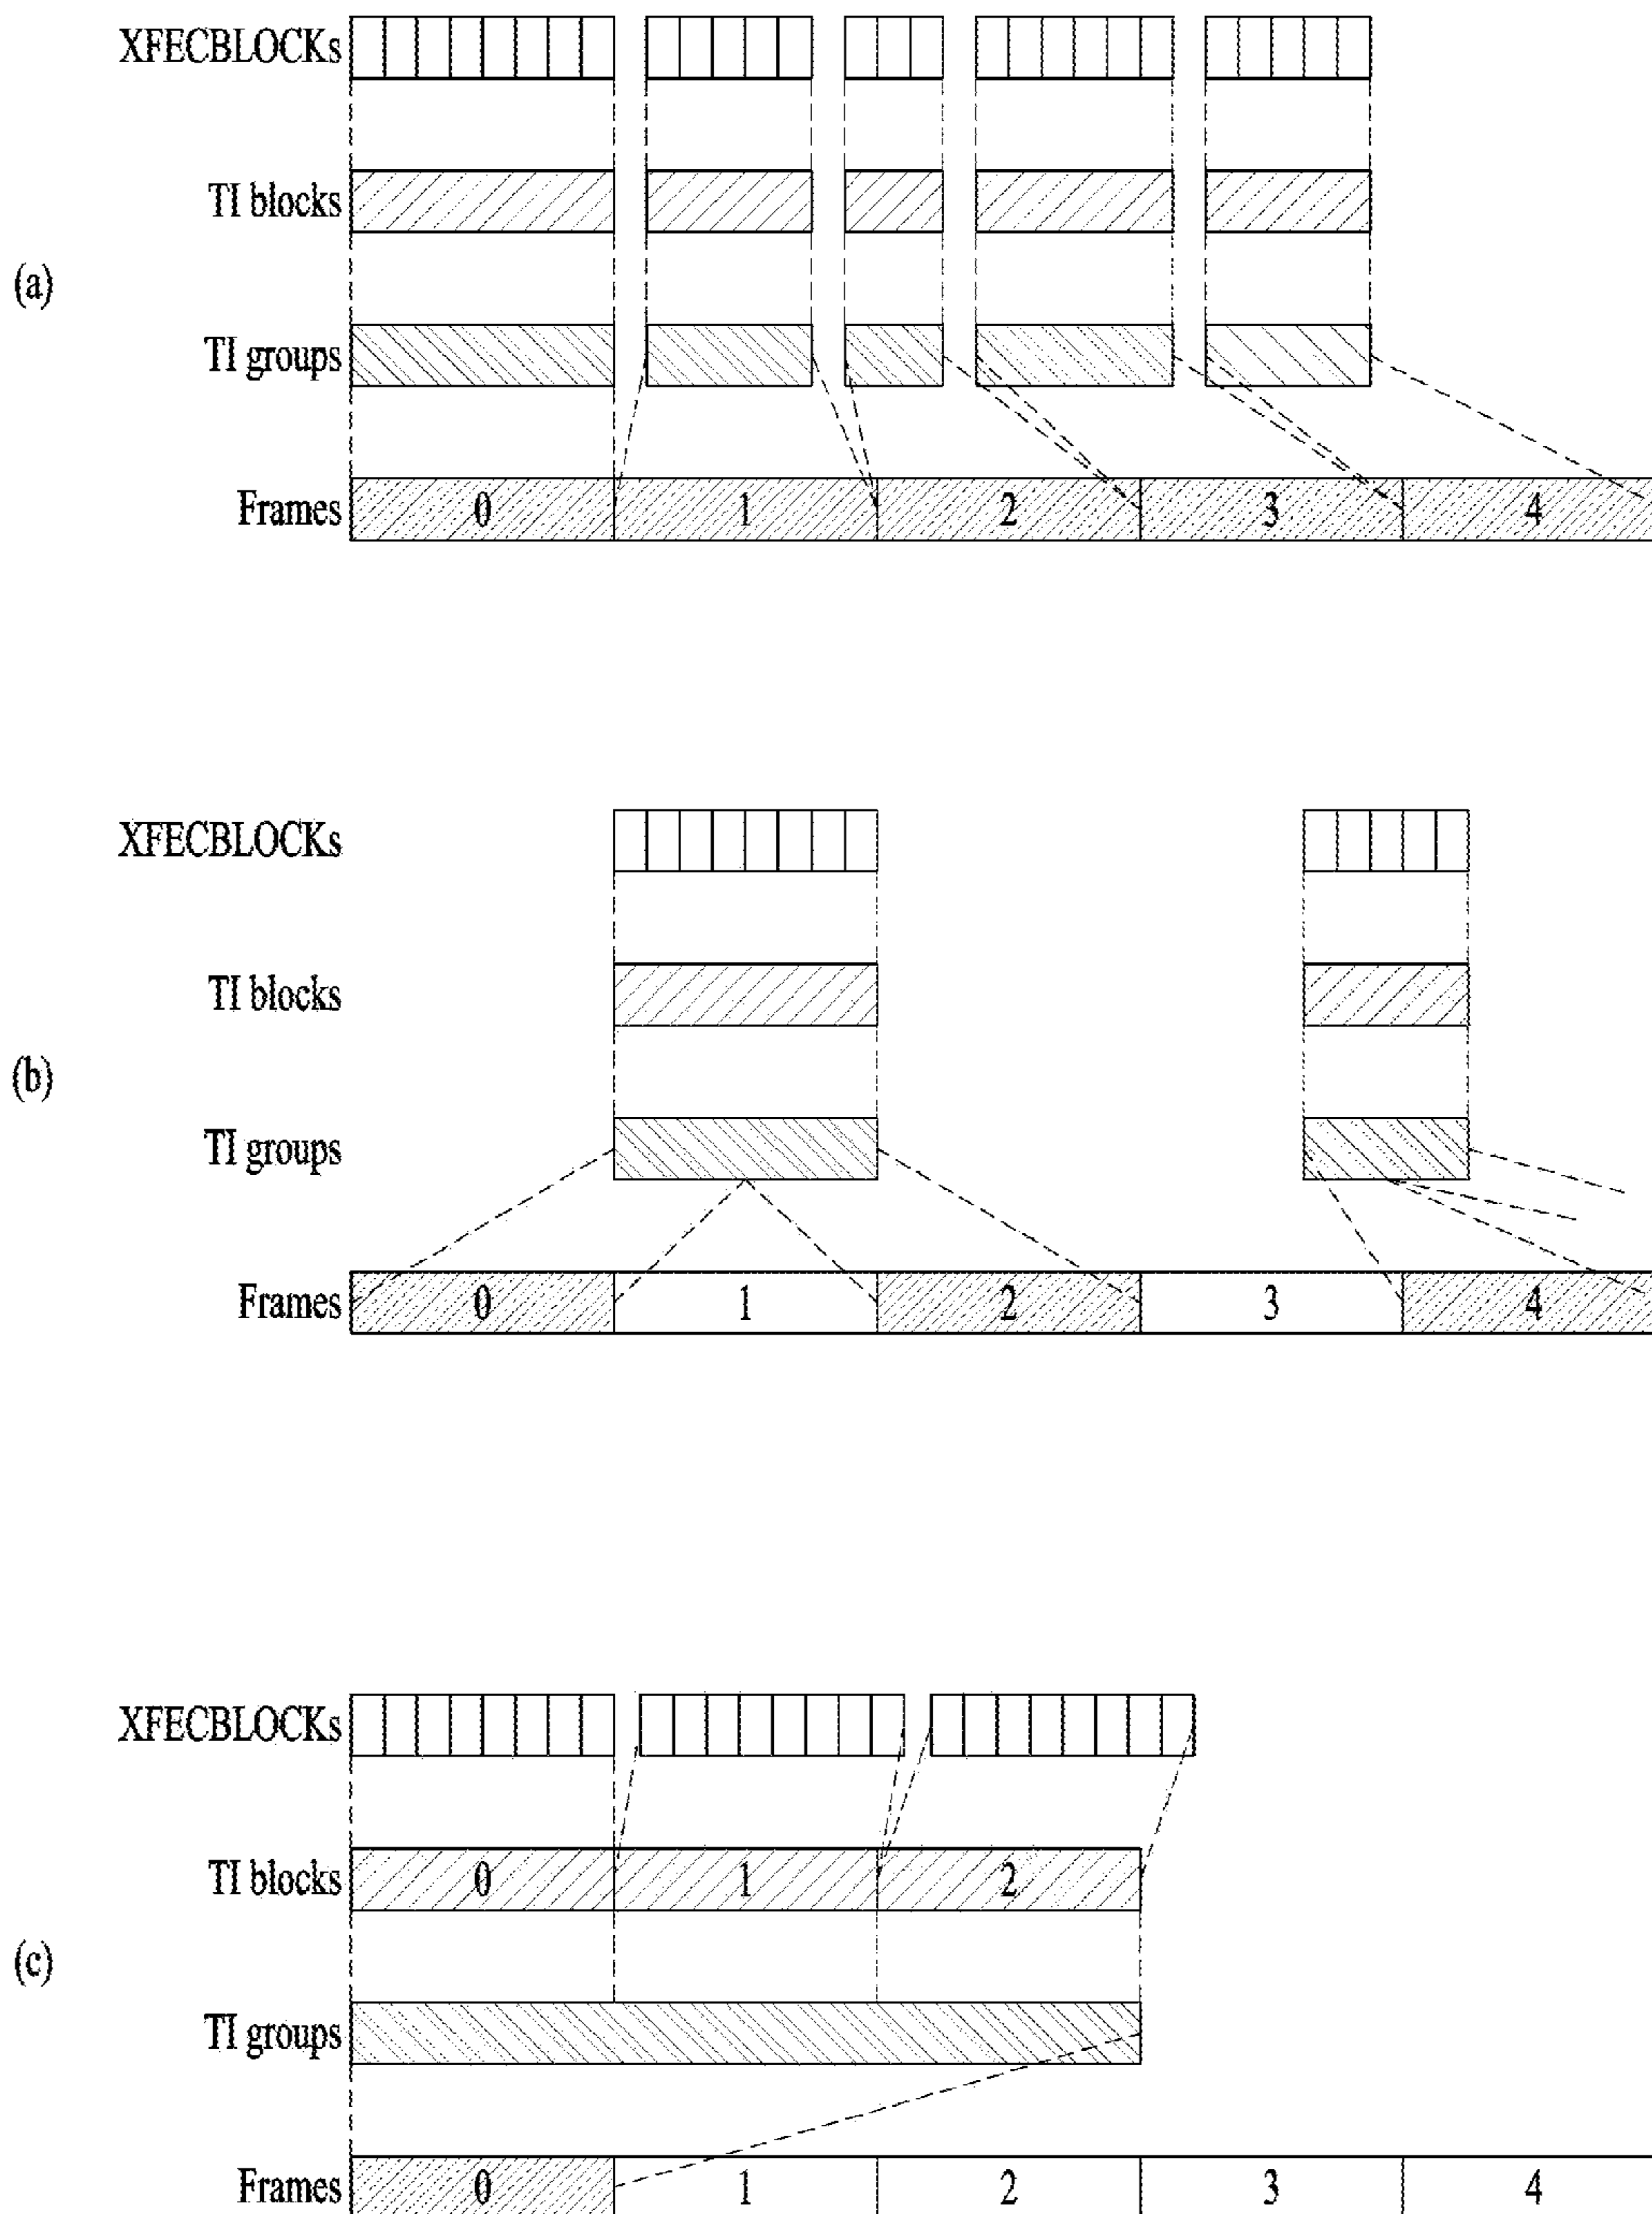 XFECBLOCKs
TI blocks
(a)
TI groups
Frames 0 1 2 3 4
XFECBLOCKs
TI blocks
(b)
TI groups
Frames 0 1 2 3 4
XFECBLOCKs
TI blocks 0 1 2
(c)
TI groups
Frames 0 1 2 3 4